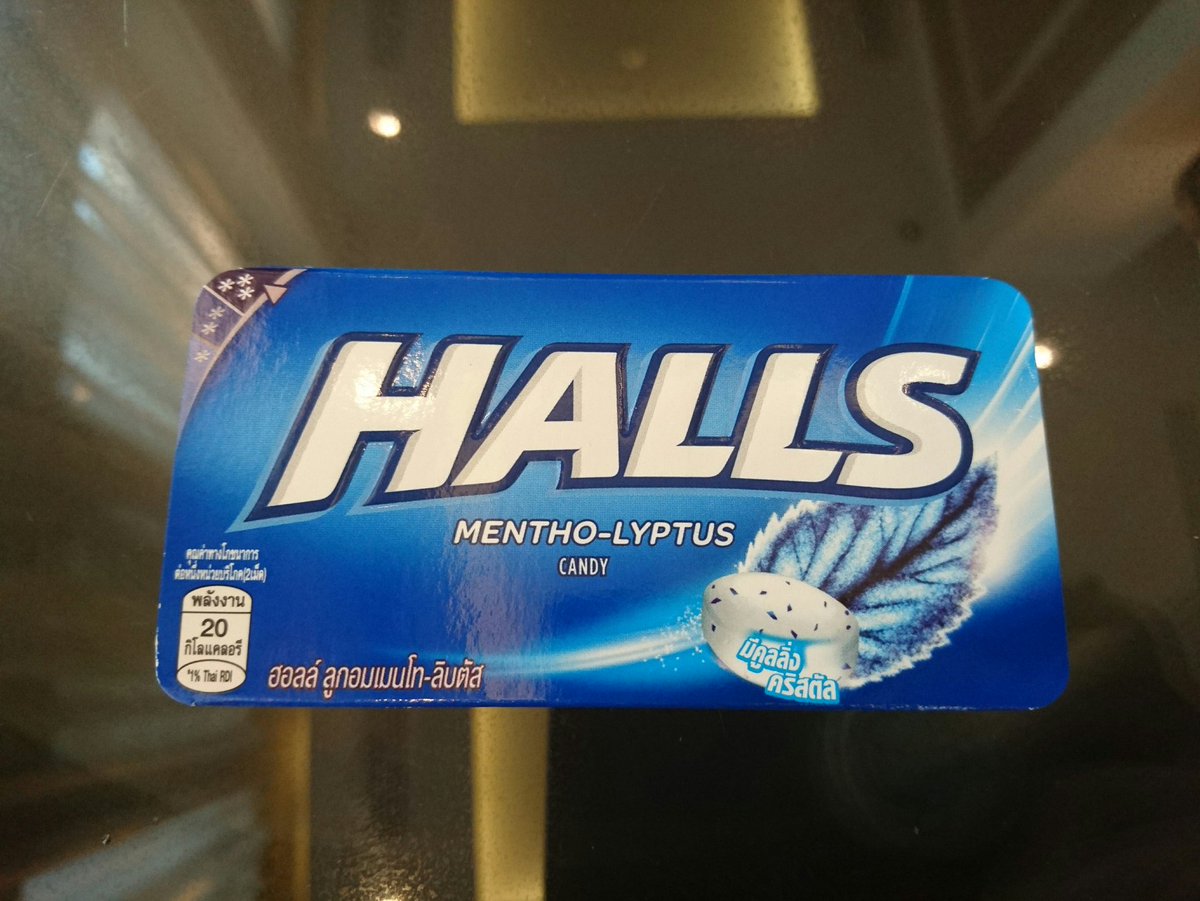 HALLS
MENTHO-LYPTUS
CANDY
คุณค่าทางโภชนาการ
ต่อหนึ่งหน่วยบริโภค(2เม็ด)
พลังงาน
20
กิโลแคลอรี
*1% Thai RDI
ฮอลล์ ลูกอมเมนโท-ลิบตัส
มีคูลลิ่ง
คริสตัล